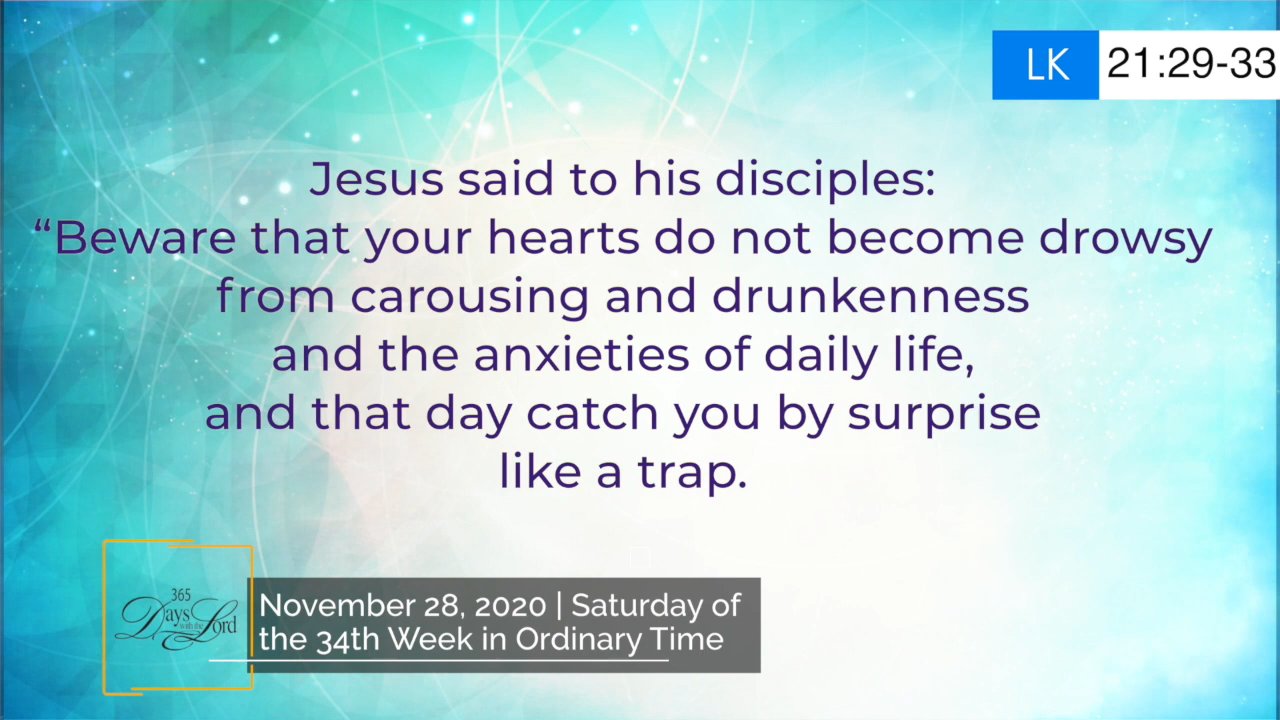 LK 21:29-33
Jesus said to his disciples:
“Beware that your hearts do not become drowsy
from carousing and drunkenness
and the anxieties of daily life,
and that day catch you by surprise
like a trap.
365
Days with the Lord
November 28, 2020 | Saturday of
the 34th Week in Ordinary Time